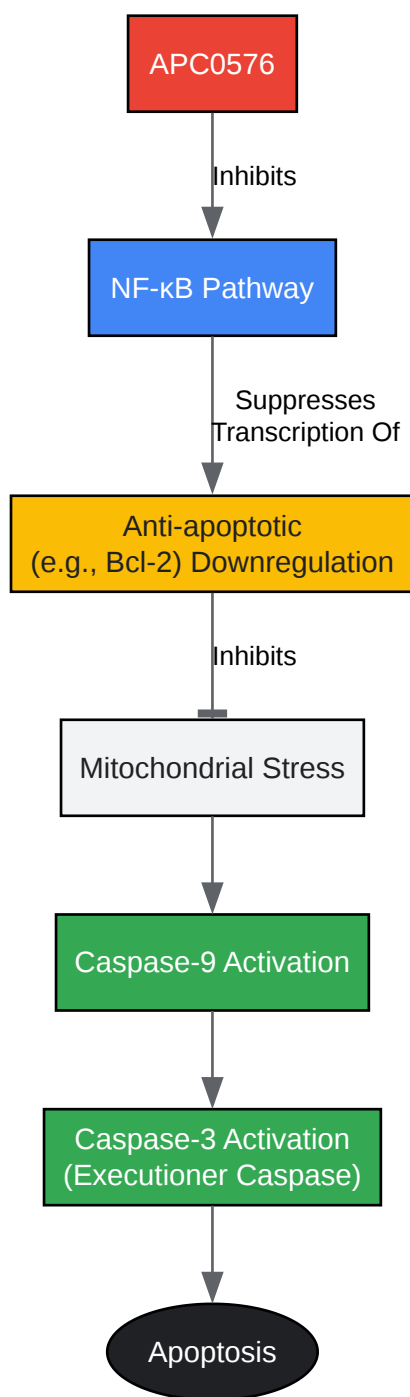 APC0576
Inhibits
NF-κB Pathway
Suppresses
Transcription Of
Anti-apoptotic
(e.g., Bcl-2) Downregulation
Inhibits
Mitochondrial Stress
Caspase-9 Activation
Caspase-3 Activation
(Executioner Caspase)
Apoptosis